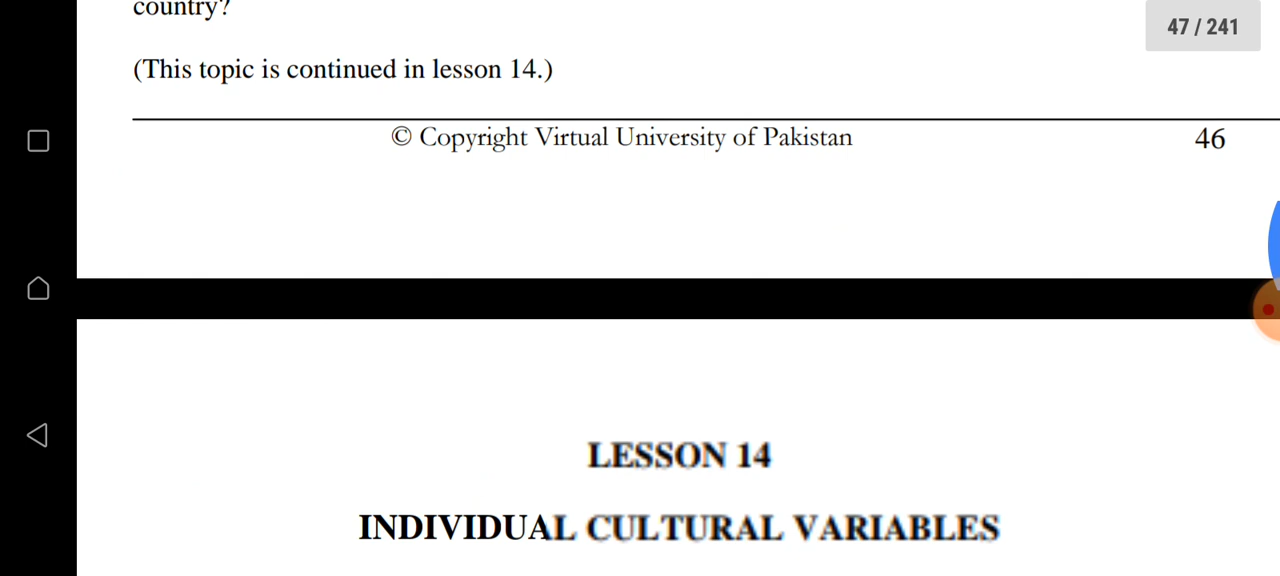 country?
47 / 241
(This topic is continued in lesson 14.)
© Copyright Virtual University of Pakistan 46
LESSON 14
INDIVIDUAL CULTURAL VARIABLES